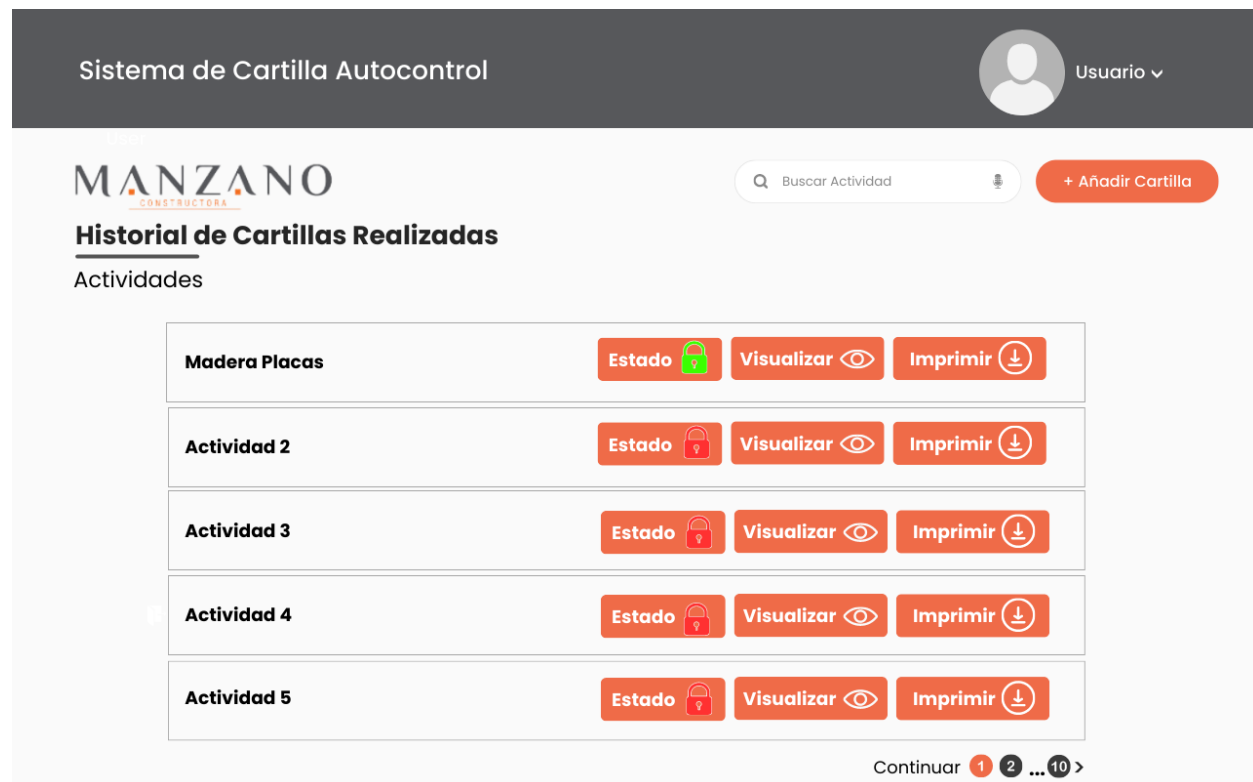 Sistema de Cartilla Autocontrol
Usuario
MANZANO
CONSTRUCTORA
Buscar Actividad
+ Añadir Cartilla
Historial de Cartillas Realizadas
Actividades
Madera Placas Estado Visualizar Imprimir
Actividad 2 Estado Visualizar Imprimir
Actividad 3 Estado Visualizar Imprimir
Actividad 4 Estado Visualizar Imprimir
Actividad 5 Estado Visualizar Imprimir
Continuar 1 2 ... 10 >